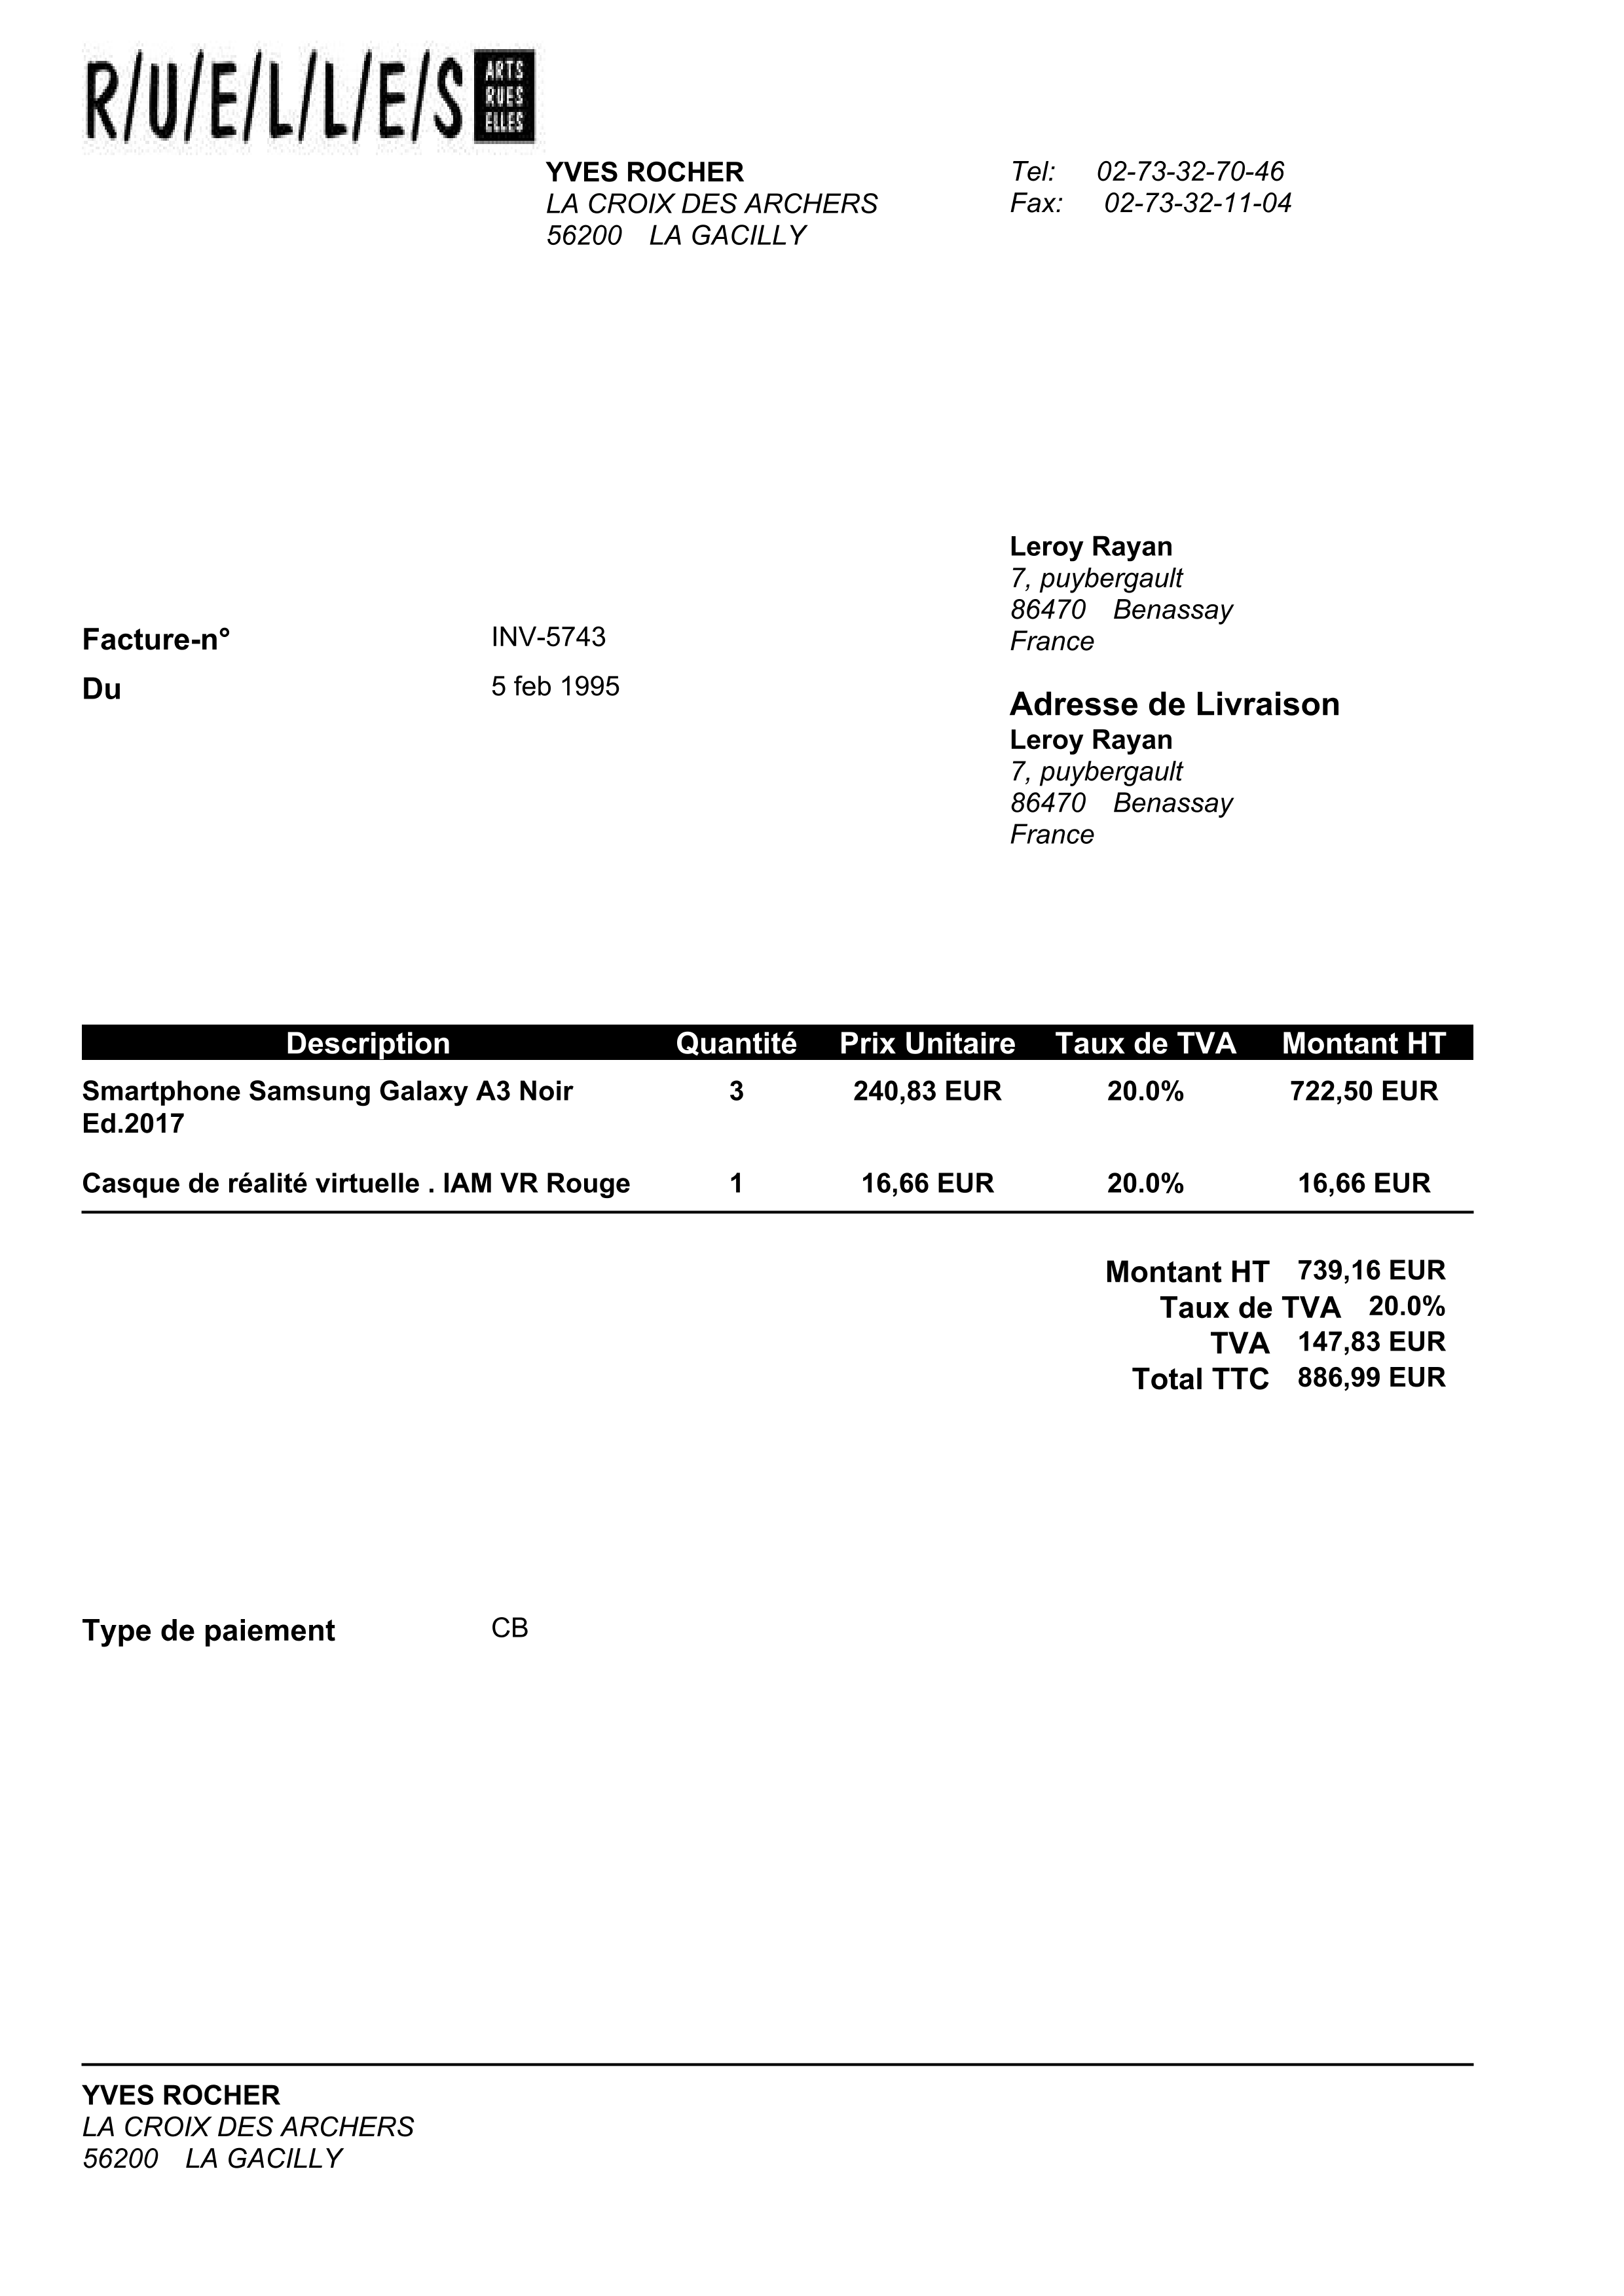 R/U/E/L/L/E/S ARTS RUES ELLES
YVES ROCHER
LA CROIX DES ARCHERS
56200 LA GACILLY
Tel: 02-73-32-70-46
Fax: 02-73-32-11-04
Leroy Rayan
7, puybergault
86470 Benassay
France
Facture-n° INV-5743
Du 5 feb 1995
Adresse de Livraison
Leroy Rayan
7, puybergault
86470 Benassay
France
Description Quantité Prix Unitaire Taux de TVA Montant HT
Smartphone Samsung Galaxy A3 Noir 3 240,83 EUR 20.0% 722,50 EUR
Ed.2017
Casque de réalité virtuelle . IAM VR Rouge 1 16,66 EUR 20.0% 16,66 EUR
Montant HT 739,16 EUR
Taux de TVA 20.0%
TVA 147,83 EUR
Total TTC 886,99 EUR
Type de paiement CB
YVES ROCHER
LA CROIX DES ARCHERS
56200 LA GACILLY